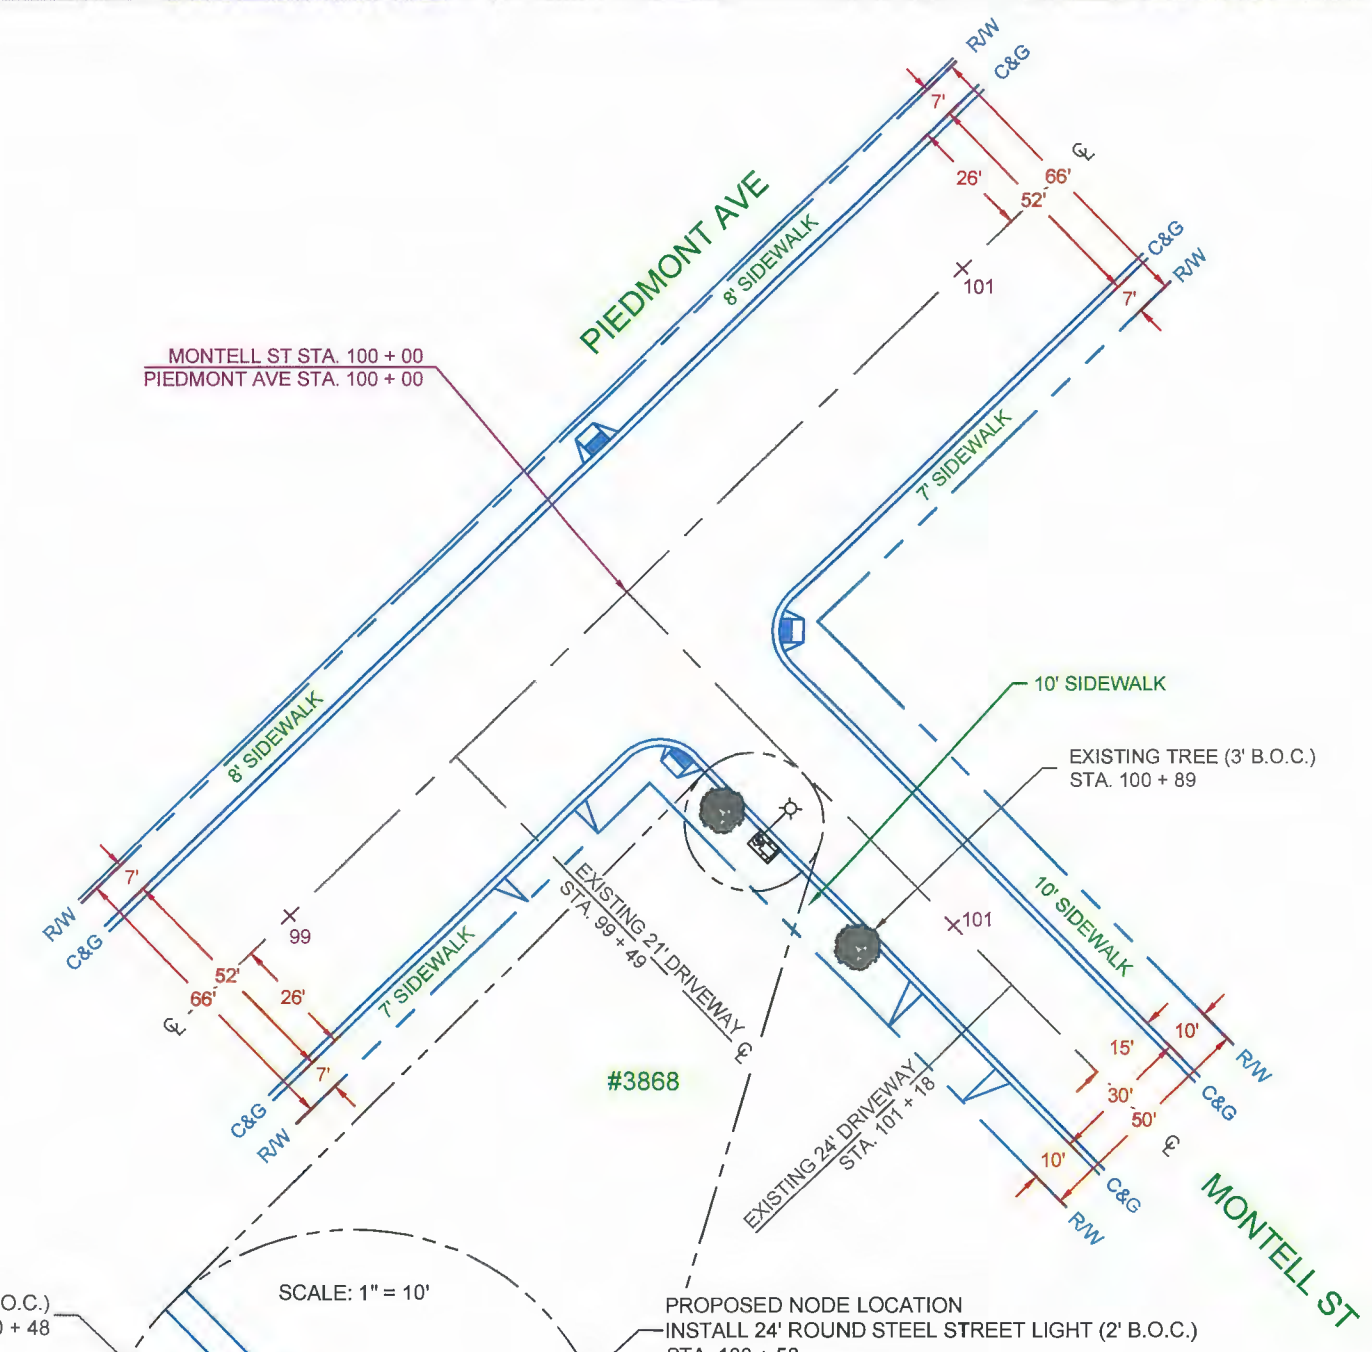 R/W
C&G
7'
℄
66'
26'
52'
PIEDMONT AVE
8' SIDEWALK
C&G
R/W
101
7'
MONTELL ST STA. 100 + 00
PIEDMONT AVE STA. 100 + 00
7' SIDEWALK
10' SIDEWALK
8' SIDEWALK
EXISTING TREE (3' B.O.C.)
STA. 100 + 89
7'
R/W
C&G
99
101
10' SIDEWALK
EXISTING 21' DRIVEWAY ℄
STA. 99 + 49
7' SIDEWALK
52'
66'
26'
℄
7'
C&G
R/W
#3868
10'
15'
R/W
30'
C&G
50'
℄
EXISTING 24' DRIVEWAY
STA. 101 + 18
10'
C&G
R/W
MONTELL ST
SCALE: 1" = 10'
O.C.)
+ 48
PROPOSED NODE LOCATION
INSTALL 24' ROUND STEEL STREET LIGHT (2' B.O.C.)